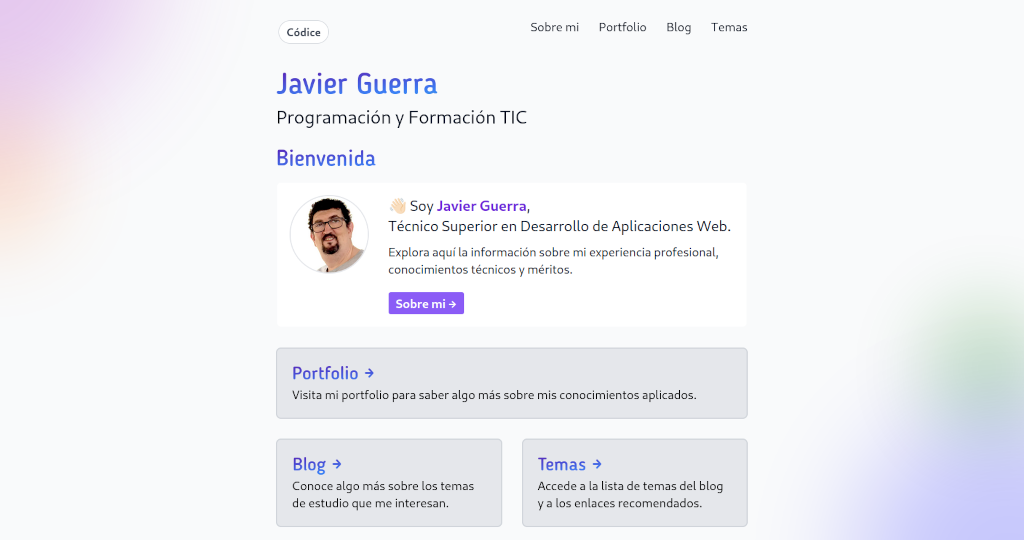 Códice
Sobre mi Portfolio Blog Temas
Javier Guerra
Programación y Formación TIC
Bienvenida
👋🏻 Soy Javier Guerra,
Técnico Superior en Desarrollo de Aplicaciones Web.
Explora aquí la información sobre mi experiencia profesional,
conocimientos técnicos y méritos.
Sobre mi →
Portfolio →
Visita mi portfolio para saber algo más sobre mis conocimientos aplicados.
Blog →
Conoce algo más sobre los temas
de estudio que me interesan.
Temas →
Accede a la lista de temas del blog
y a los enlaces recomendados.